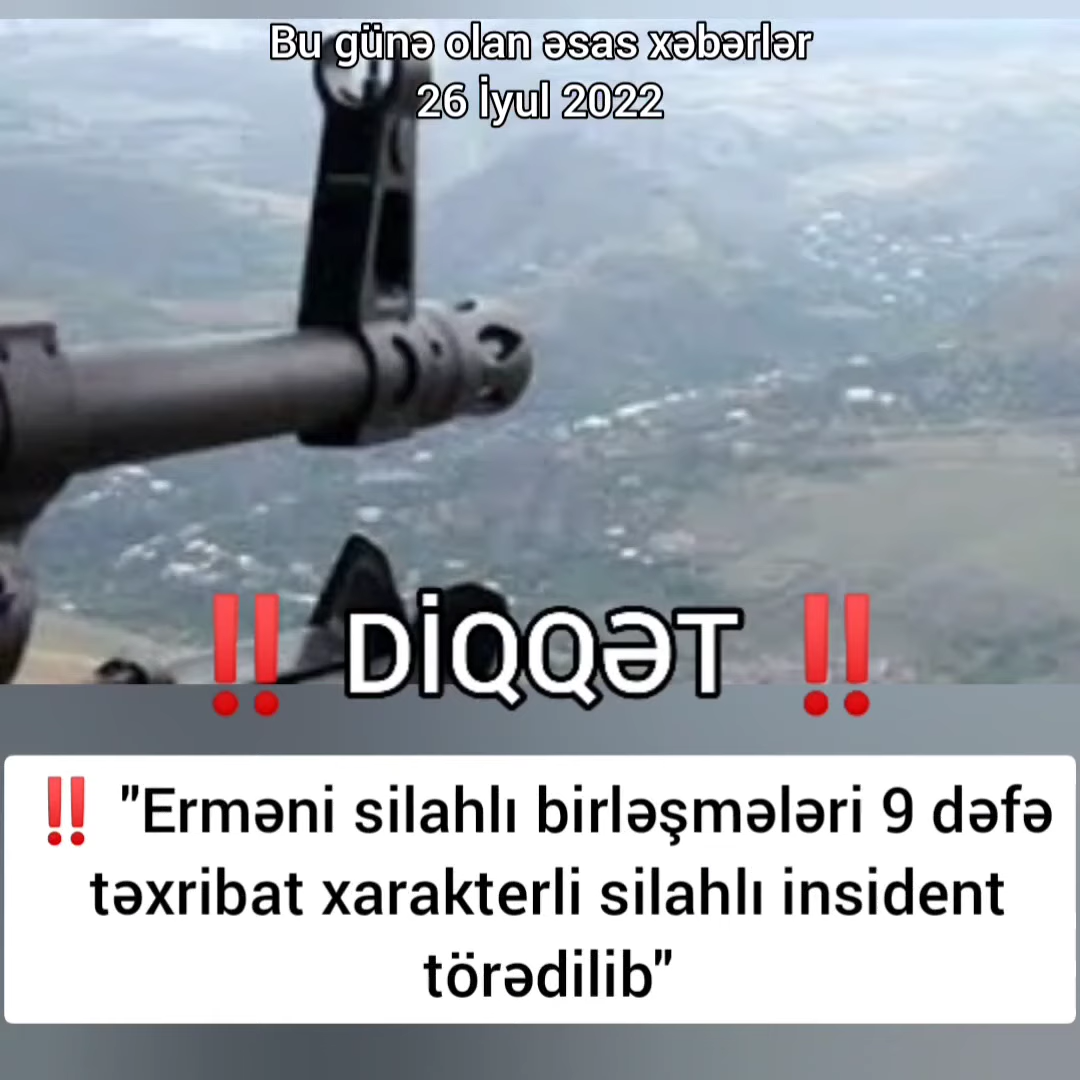 Bu günə olan əsas xəbərlər
26 İyul 2022
‼️ DİQQƏT ‼️
‼️ "Erməni silahlı birləşmələri 9 dəfə
təxribat xarakterli silahlı insident
törədilib"